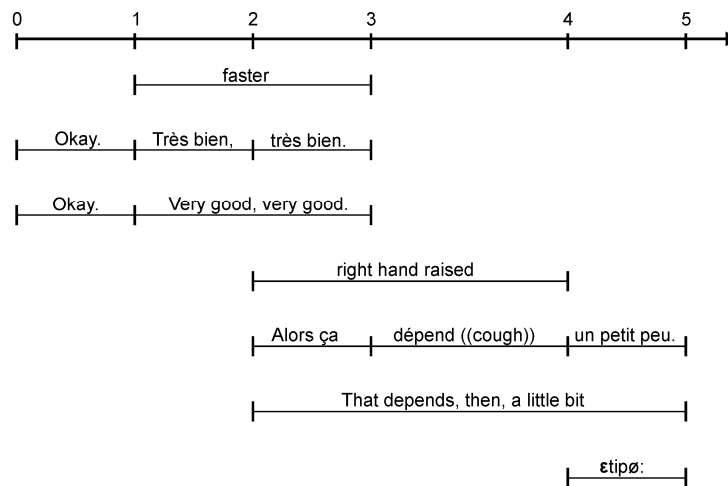 0 1 2 3 4 5
faster
Okay. Très bien, très bien.
Okay. Very good, very good.
right hand raised
Alors ça dépend ((cough)) un petit peu.
That depends, then, a little bit
ɛtipø: